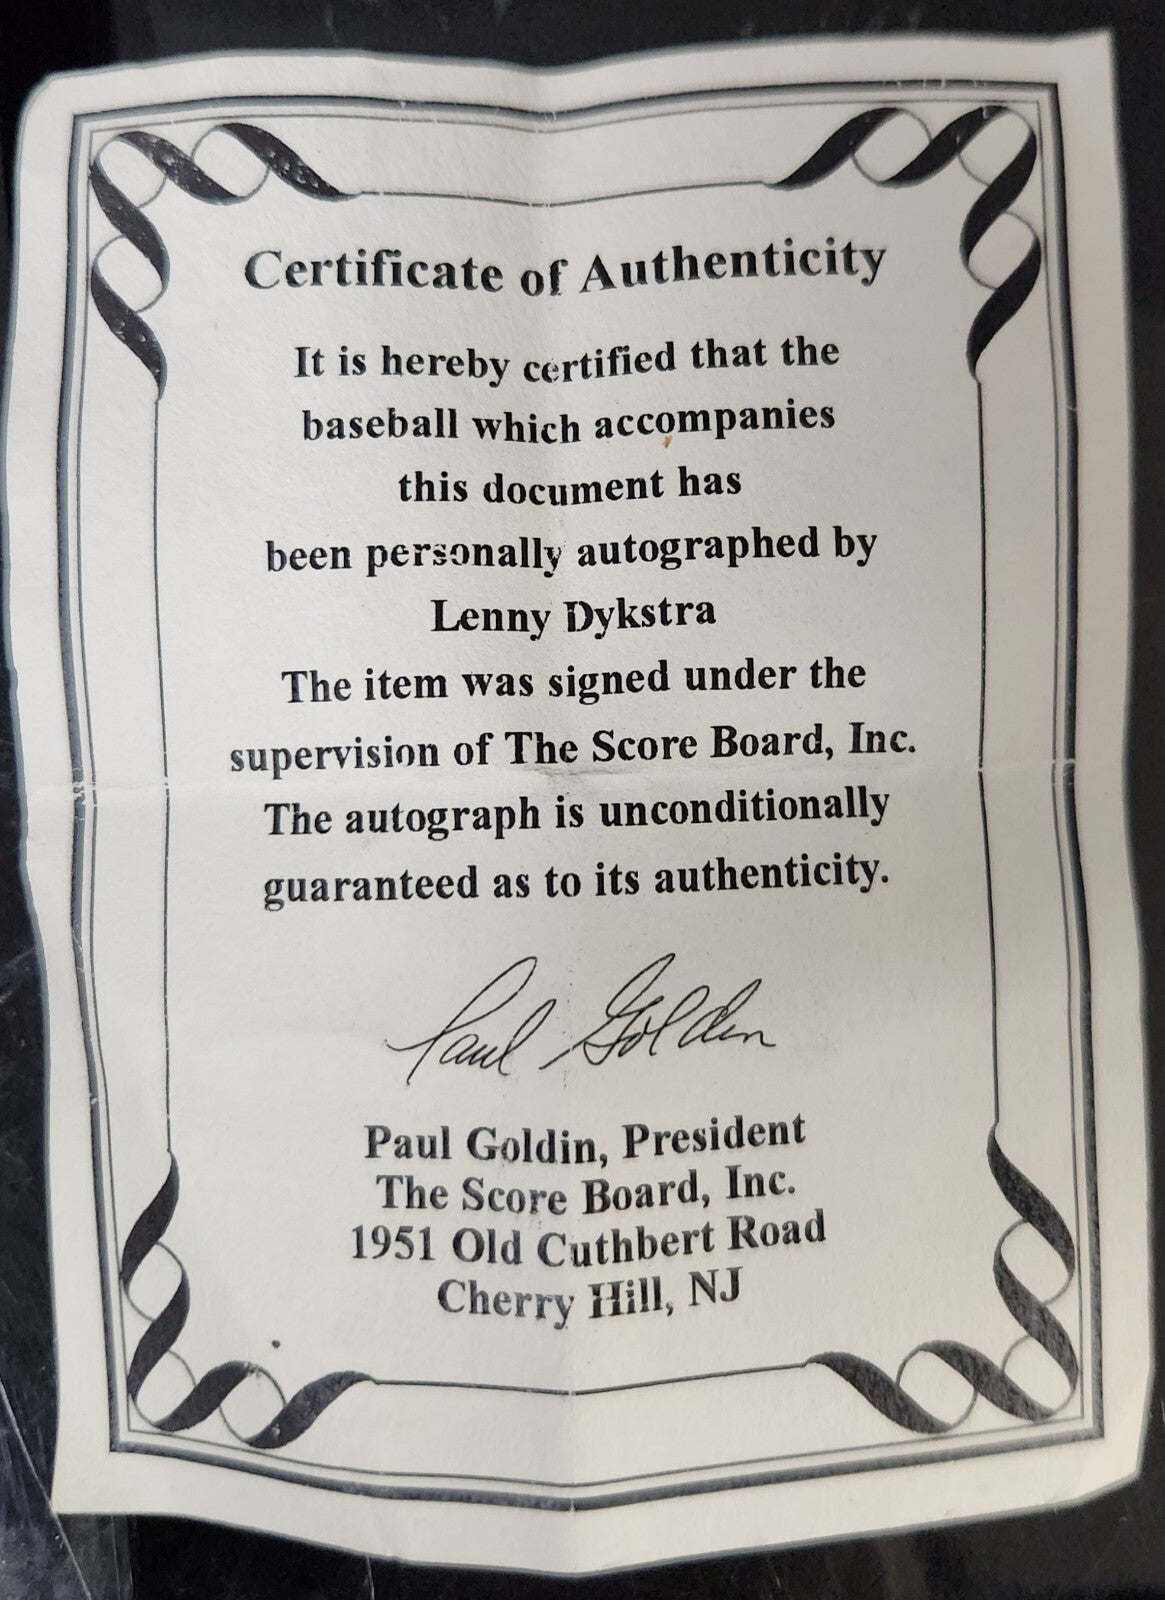 Certificate of Authenticity
It is hereby certified that the
baseball which accompanies
this document has
been personally autographed by
Lenny Dykstra
The item was signed under the
supervision of The Score Board, Inc.
The autograph is unconditionally
guaranteed as to its authenticity.
Paul Goldin
Paul Goldin, President
The Score Board, Inc.
1951 Old Cuthbert Road
Cherry Hill, NJ